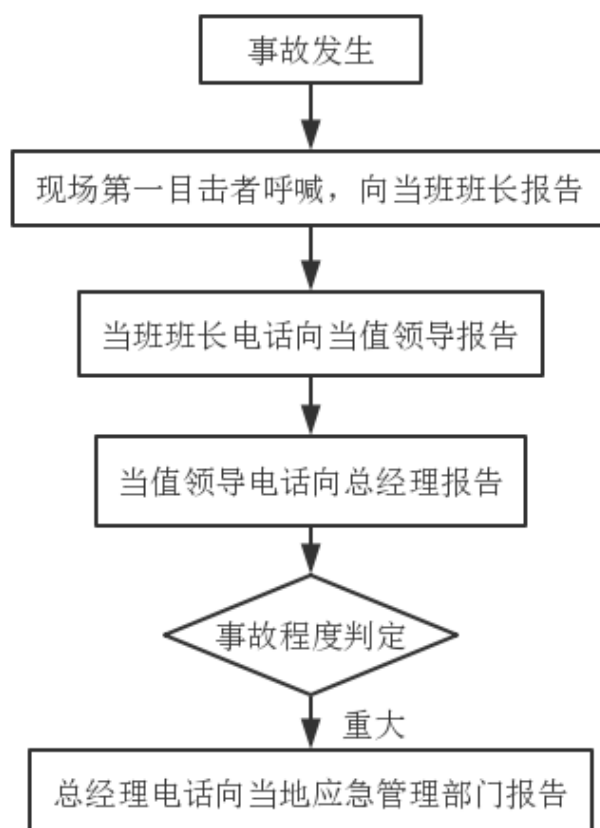 事故发生
现场第一目击者呼喊，向当班班长报告
当班班长电话向当值领导报告
当值领导电话向总经理报告
事故程度判定
重大
总经理电话向当地应急管理部门报告